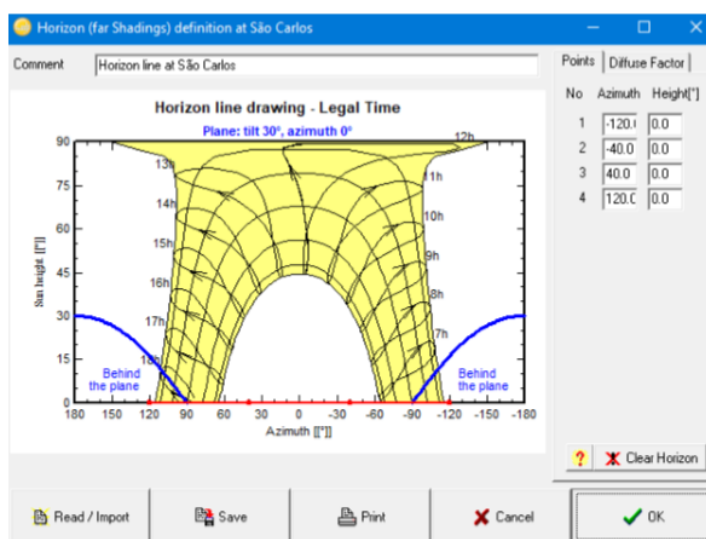 Horizon (far Shadings) definition at São Carlos
Comment
Horizon line at São Carlos
Points
Diffuse Factor
No Azimuth Height[°]
1 -120.( 0.0
2 -40.0 0.0
3 40.0 0.0
4 120.0 0.0
Horizon line drawing - Legal Time
Plane: tilt 30°, azimuth 0°
90
75
60
45
30
15
0
Sun height [[°]]
12h
13h
11h
14h
10h
15h
9h
16h
8h
17h
7h
18h
Behind
the plane
Behind
the plane
180 150 120 90 60 30 0 -30 -60 -90 -120 -150 -180
Azimuth [[°]]
? Clear Horizon
Read / Import
Save
Print
Cancel
OK